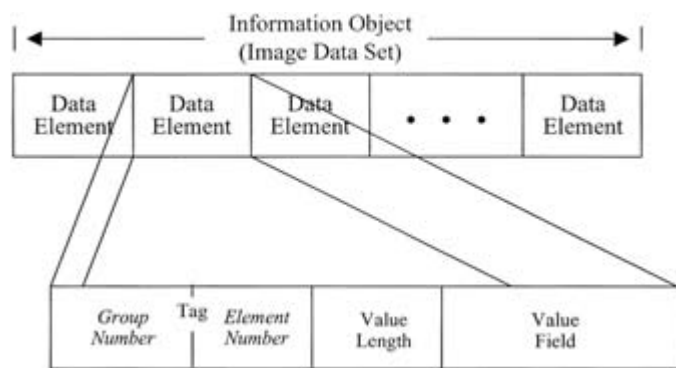 Information Object
(Image Data Set)
Data Element
Data Element
Data Element
• • •
Data Element
Group Number
Tag
Element Number
Value Length
Value Field